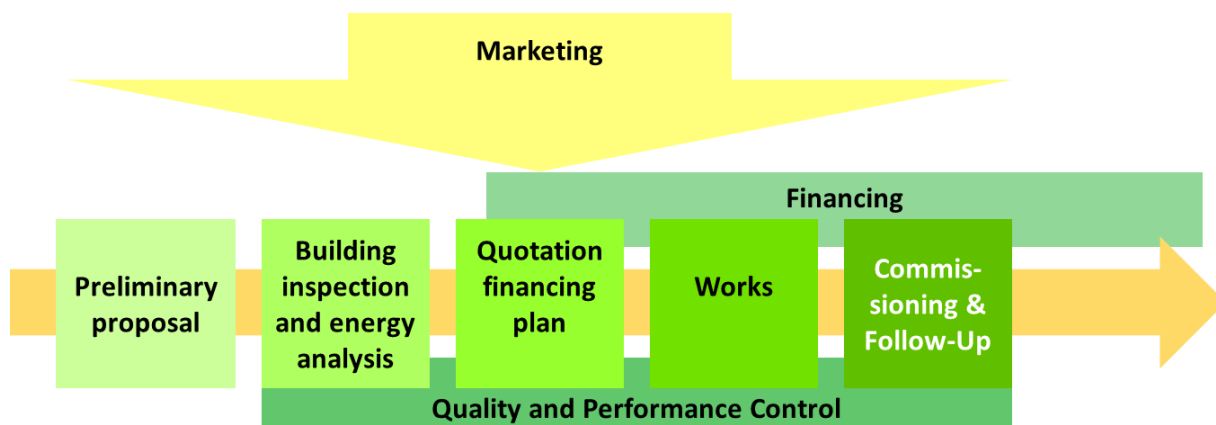 Marketing
Financing
Preliminary
proposal
Building
inspection
and energy
analysis
Quotation
financing
plan
Works
Commis-
sioning &
Follow-Up
Quality and Performance Control